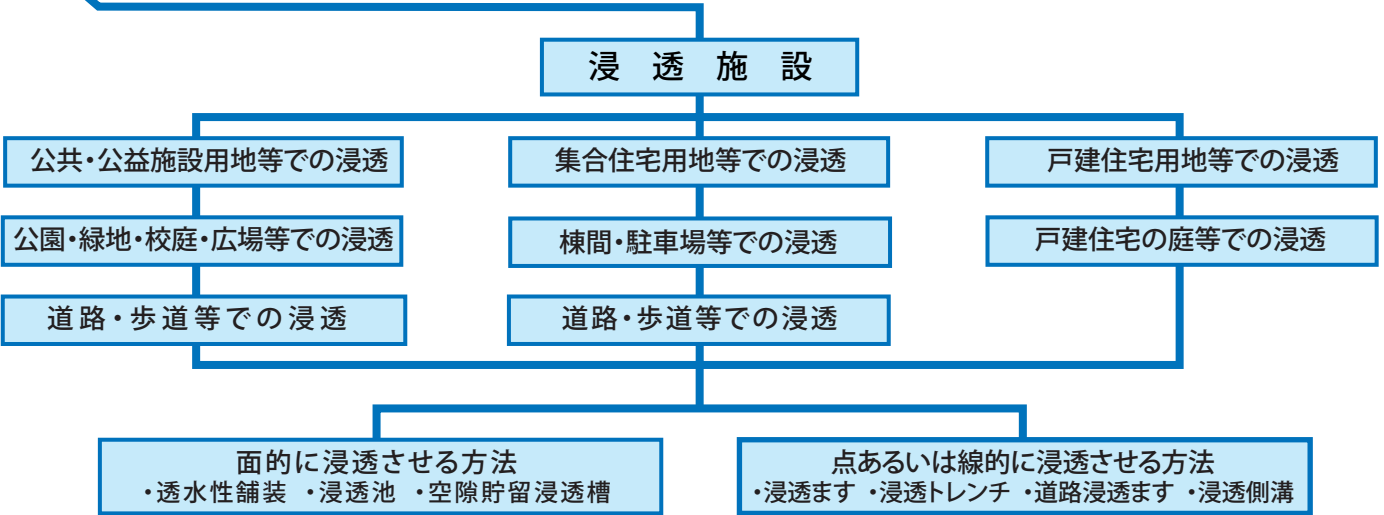 浸透施設
公共・公益施設用地等での浸透
集合住宅用地等での浸透
戸建住宅用地等での浸透
公園・緑地・校庭・広場等での浸透
棟間・駐車場等での浸透
戸建住宅の庭等での浸透
道路・歩道等での浸透
道路・歩道等での浸透
面的に浸透させる方法
・透水性舗装 ・浸透池 ・空隙貯留浸透槽
点あるいは線的に浸透させる方法
・浸透ます ・浸透トレンチ ・道路浸透ます ・浸透側溝